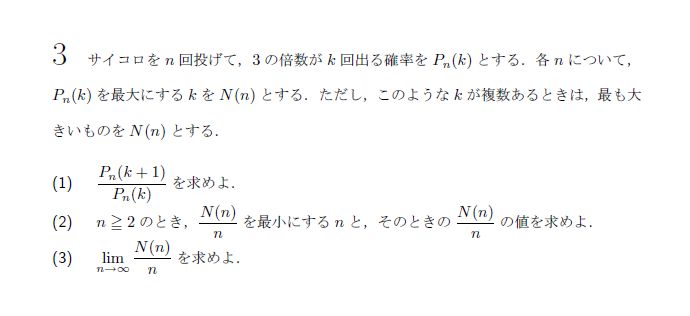 3 サイコロを n 回投げて，3 の倍数が k 回出る確率を P_n(k) とする．各 n について，
P_n(k) を最大にする k を N(n) とする．ただし，このような k が複数あるときは，最も大
きいものを N(n) とする．
(1) \frac{P_n(k+1)}{P_n(k)} を求めよ．
(2) n ≧ 2 のとき，\frac{N(n)}{n} を最小にする n と，そのときの \frac{N(n)}{n} の値を求めよ．
(3) \lim_{n→∞} \frac{N(n)}{n} を求めよ．